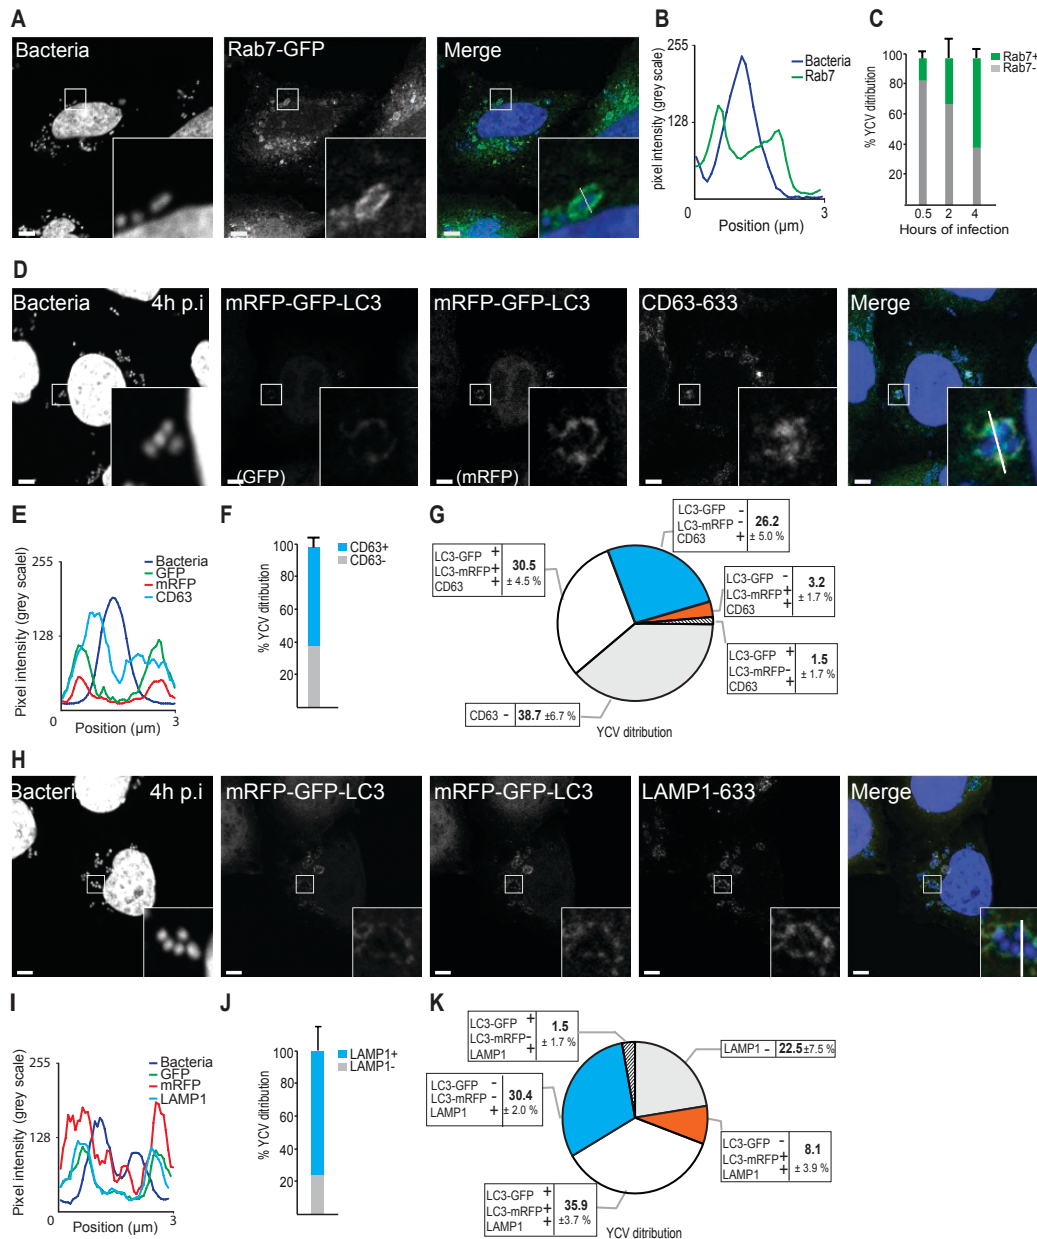 A
Bacteria
Rab7-GFP
Merge
B
255
128
0
3
pixel intensity (grey scale)
Position (µm)
Bacteria
Rab7
C
Rab7+
Rab7-
% YCV ditribution
100
80
60
40
20
0.5 2 4
Hours of infection
D
Bacteria 4h p.i
mRFP-GFP-LC3
(GFP)
mRFP-GFP-LC3
(mRFP)
CD63-633
Merge
E
255
128
0
3
Pixel intensity (grey scalel)
Position (µm)
Bacteria
GFP
mRFP
CD63
F
CD63+
CD63-
% YCV ditribution
100
80
60
40
20
G
LC3-GFP -
LC3-mRFP -
CD63 +
26.2
± 5.0 %
LC3-GFP +
LC3-mRFP +
CD63 +
30.5
± 4.5 %
LC3-GFP -
LC3-mRFP +
CD63 +
3.2
± 1.7 %
LC3-GFP +
LC3-mRFP -
CD63 +
1.5
± 1.7 %
CD63 - 38.7 ±6.7 %
YCV ditribution
H
Bacteri 4h p.i
mRFP-GFP-LC3
mRFP-GFP-LC3
LAMP1-633
Merge
I
255
128
0
3
Pixel intensity (grey scale)
Position (µm)
Bacteria
GFP
mRFP
LAMP1
J
LAMP1+
LAMP1-
% YCV ditribution
100
80
60
40
20
K
LC3-GFP +
LC3-mRFP -
LAMP1 +
1.5
± 1.7 %
LAMP1 - 22.5 ±7.5 %
LC3-GFP -
LC3-mRFP -
LAMP1 +
30.4
± 2.0 %
LC3-GFP -
LC3-mRFP +
LAMP1 +
8.1
± 3.9 %
LC3-GFP +
LC3-mRFP +
LAMP1 +
35.9
±3.7 %
YCV ditribution